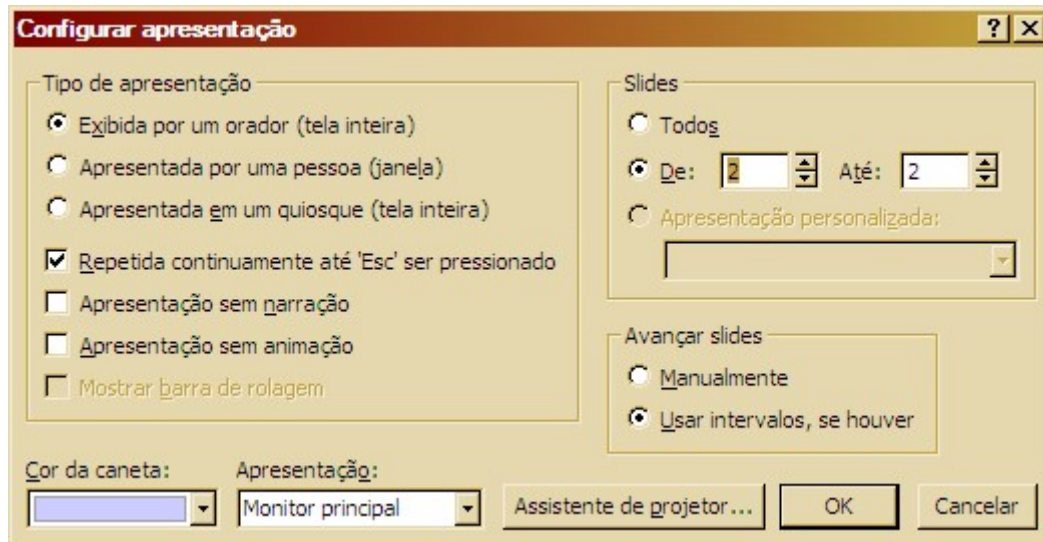 Configurar apresentação
Tipo de apresentação
Exibida por um orador (tela inteira)
Apresentada por uma pessoa (janela)
Apresentada em um quiosque (tela inteira)
Repetida continuamente até 'Esc' ser pressionado
Apresentação sem narração
Apresentação sem animação
Mostrar barra de rolagem
Slides
Todos
De: 2 Até: 2
Apresentação personalizada:
Avançar slides
Manualmente
Usar intervalos, se houver
Cor da caneta:
Apresentação:
Monitor principal
Assistente de projetor...
OK
Cancelar